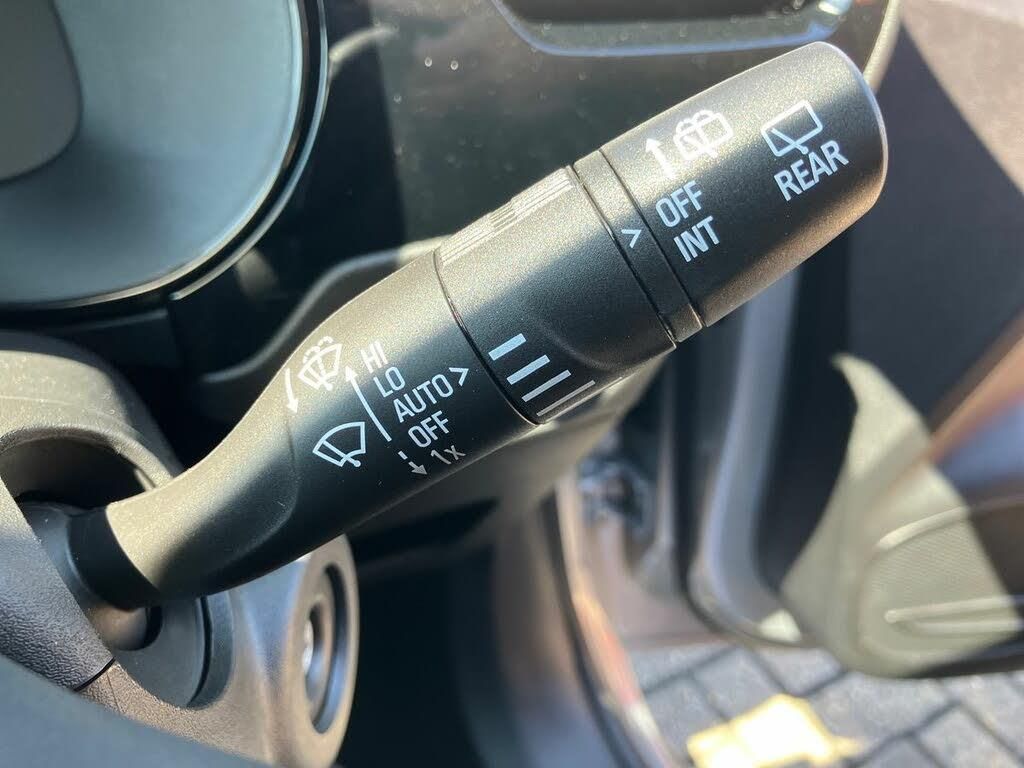 HI
LO
AUTO >
OFF
1x
> OFF
INT
REAR